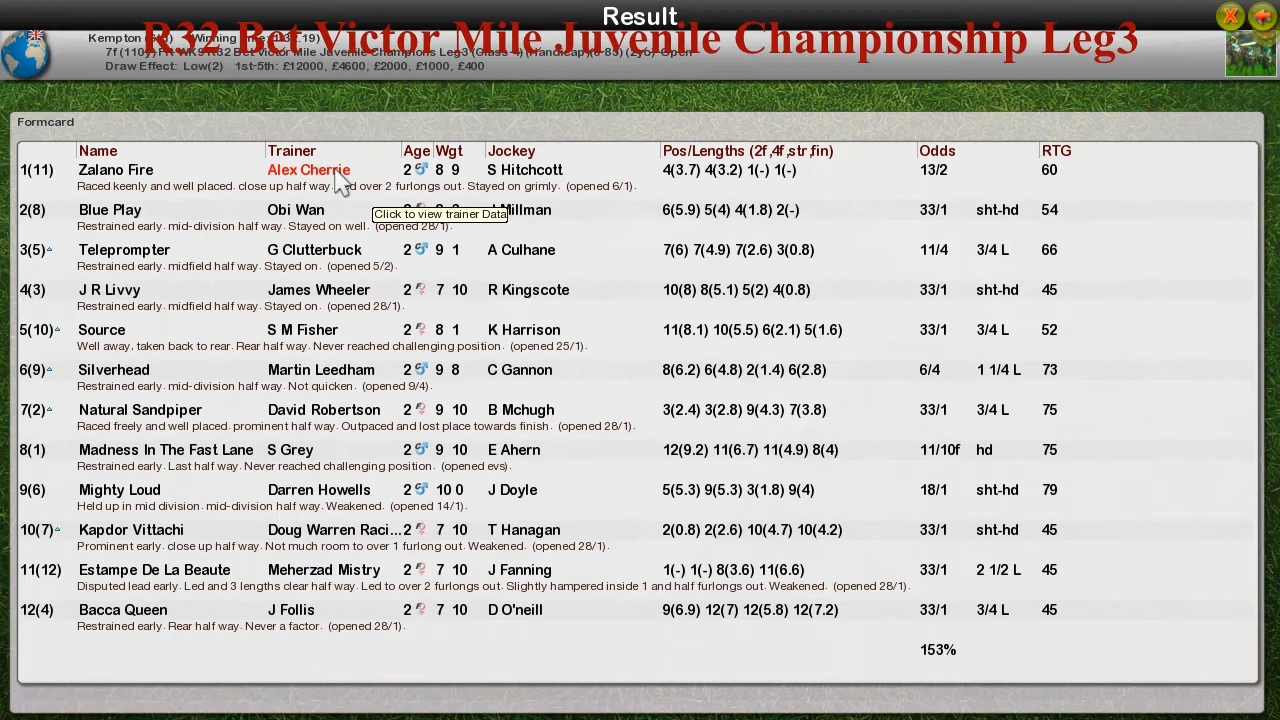 Result
R32 Bet Victor Mile Juvenile Championship Leg3
Kempton Winning 19)
7f (110y) R32 Bet Victor Mile Juvenile Champions Leg3 (Class 4) (Handicap) (2yo) Open
Draw Effect: Low(2) 1st-5th: £12000, £4600, £2000, £1000, £400
Formcard
Name Trainer Age Wgt Jockey Pos/Lengths (2f,4f,str,fin) Odds RTG
1(11) Zalano Fire Alex Cherrie 2 8 9 S Hitchcott 4(3.7) 4(3.2) 1(-) 1(-) 13/2 60
Raced keenly and well placed. close up half way. over 2 furlongs out. Stayed on grimly. (opened 6/1).
2(8) Blue Play Obi Wan Millman 6(5.9) 5(4) 4(1.8) 2(-) 33/1 sht-hd 54
Click to view trainer Data
Restrained early. mid-division half way. Stayed on well. (opened 28/1).
3(5) Teleprompter G Clutterbuck 2 9 1 A Culhane 7(6) 7(4.9) 7(2.6) 3(0.8) 11/4 3/4 L 66
Restrained early. midfield half way. Stayed on. (opened 5/2).
4(3) J R Livvy James Wheeler 2 7 10 R Kingscote 10(8) 8(5.1) 5(2) 4(0.8) 33/1 sht-hd 45
Restrained early. midfield half way. Stayed on. (opened 28/1).
5(10) Source S M Fisher 2 8 1 K Harrison 11(8.1) 10(5.5) 6(2.1) 5(1.6) 33/1 3/4 L 52
Well away, taken back to rear. Rear half way. Never reached challenging position. (opened 25/1).
6(9) Silverhead Martin Leedham 2 9 8 C Gannon 8(6.2) 6(4.8) 2(1.4) 6(2.8) 6/4 1 1/4 L 73
Restrained early. mid-division half way. Not quicken. (opened 9/4).
7(2) Natural Sandpiper David Robertson 2 9 10 B Mchugh 3(2.4) 3(2.8) 9(4.3) 7(3.8) 33/1 3/4 L 75
Raced freely and well placed. prominent half way. Outpaced and lost place towards finish. (opened 28/1).
8(1) Madness In The Fast Lane S Grey 2 9 10 E Ahern 12(9.2) 11(6.7) 11(4.9) 8(4) 11/10f hd 75
Restrained early. Last half way. Never reached challenging position. (opened evs).
9(6) Mighty Loud Darren Howells 2 10 0 J Doyle 5(5.3) 9(5.3) 3(1.8) 9(4) 18/1 sht-hd 79
Held up in mid division. mid-division half way. Weakened. (opened 14/1).
10(7) Kapdor Vittachi Doug Warren Raci... 2 7 10 T Hanagan 2(0.8) 2(2.6) 10(4.7) 10(4.2) 33/1 sht-hd 45
Prominent early. close up half way. Not much room to over 1 furlong out. Weakened. (opened 28/1).
11(12) Estampe De La Beaute Meherzad Mistry 2 7 10 J Fanning 1(-) 1(-) 8(3.6) 11(6.6) 33/1 2 1/2 L 45
Disputed lead early. Led and 3 lengths clear half way. Led to over 2 furlongs out. Slightly hampered inside 1 and half furlongs out. Weakened. (opened 28/1).
12(4) Bacca Queen J Follis 2 7 10 D O'neill 9(6.9) 12(7) 12(5.8) 12(7.2) 33/1 3/4 L 45
Restrained early. Rear half way. Never a factor. (opened 28/1).
153%